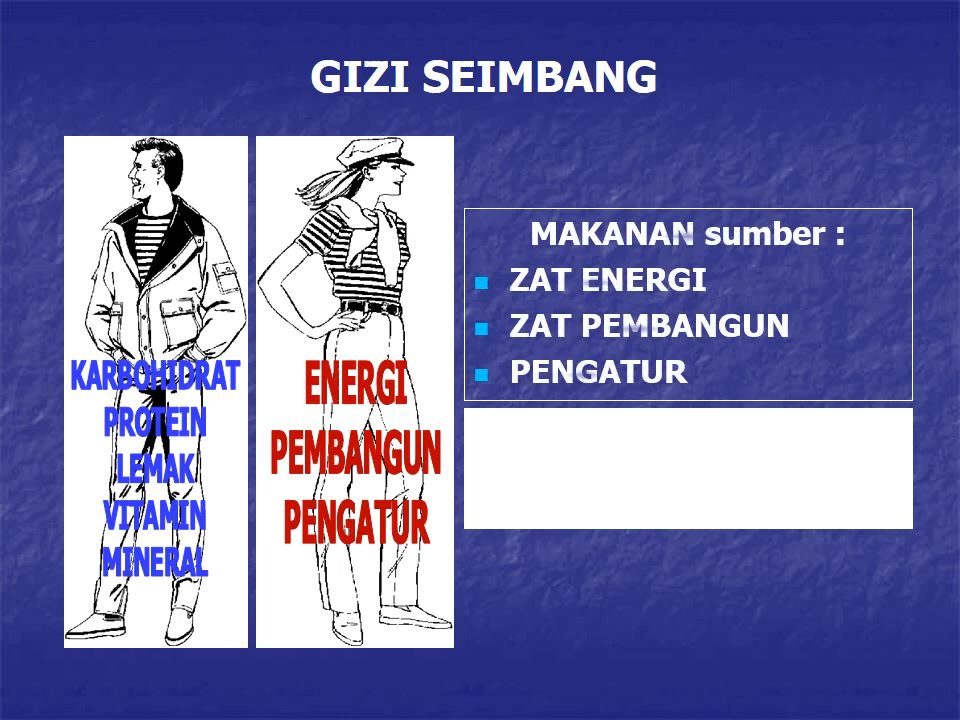 GIZI SEIMBANG
KARBOHIDRAT
PROTEIN
LEMAK
VITAMIN
MINERAL
ENERGI
PEMBANGUN
PENGATUR
MAKANAN sumber :
ZAT ENERGI
ZAT PEMBANGUN
PENGATUR